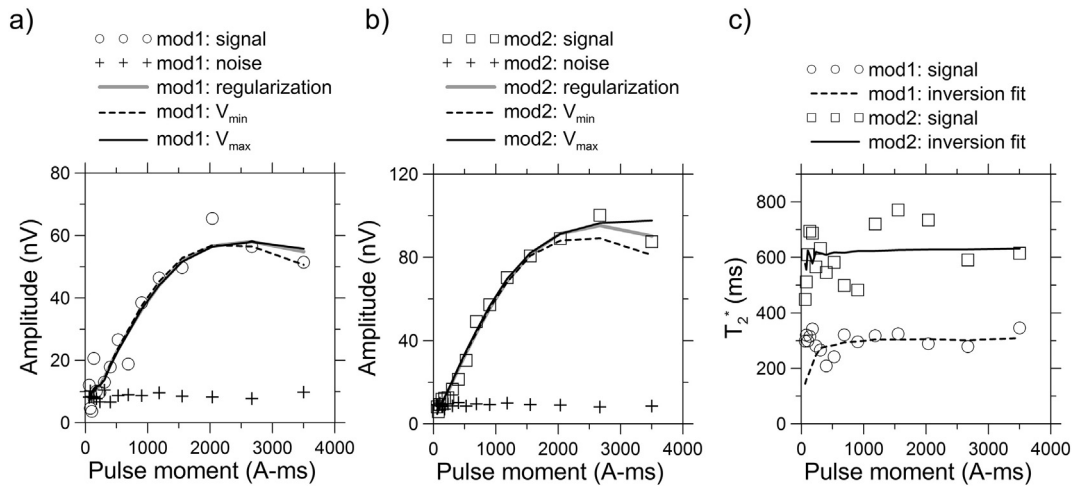 a)
mod1: signal
mod1: noise
mod1: regularization
mod1: Vmin
mod1: Vmax
80
60
40
20
0
Amplitude (nV)
0 1000 2000 3000 4000
Pulse moment (A-ms)
b)
mod2: signal
mod2: noise
mod2: regularization
mod2: Vmin
mod2: Vmax
120
80
40
0
Amplitude (nV)
0 1000 2000 3000 4000
Pulse moment (A-ms)
c)
mod1: signal
mod1: inversion fit
mod2: signal
mod2: inversion fit
800
600
400
200
0
T2* (ms)
0 1000 2000 3000 4000
Pulse moment (A-ms)